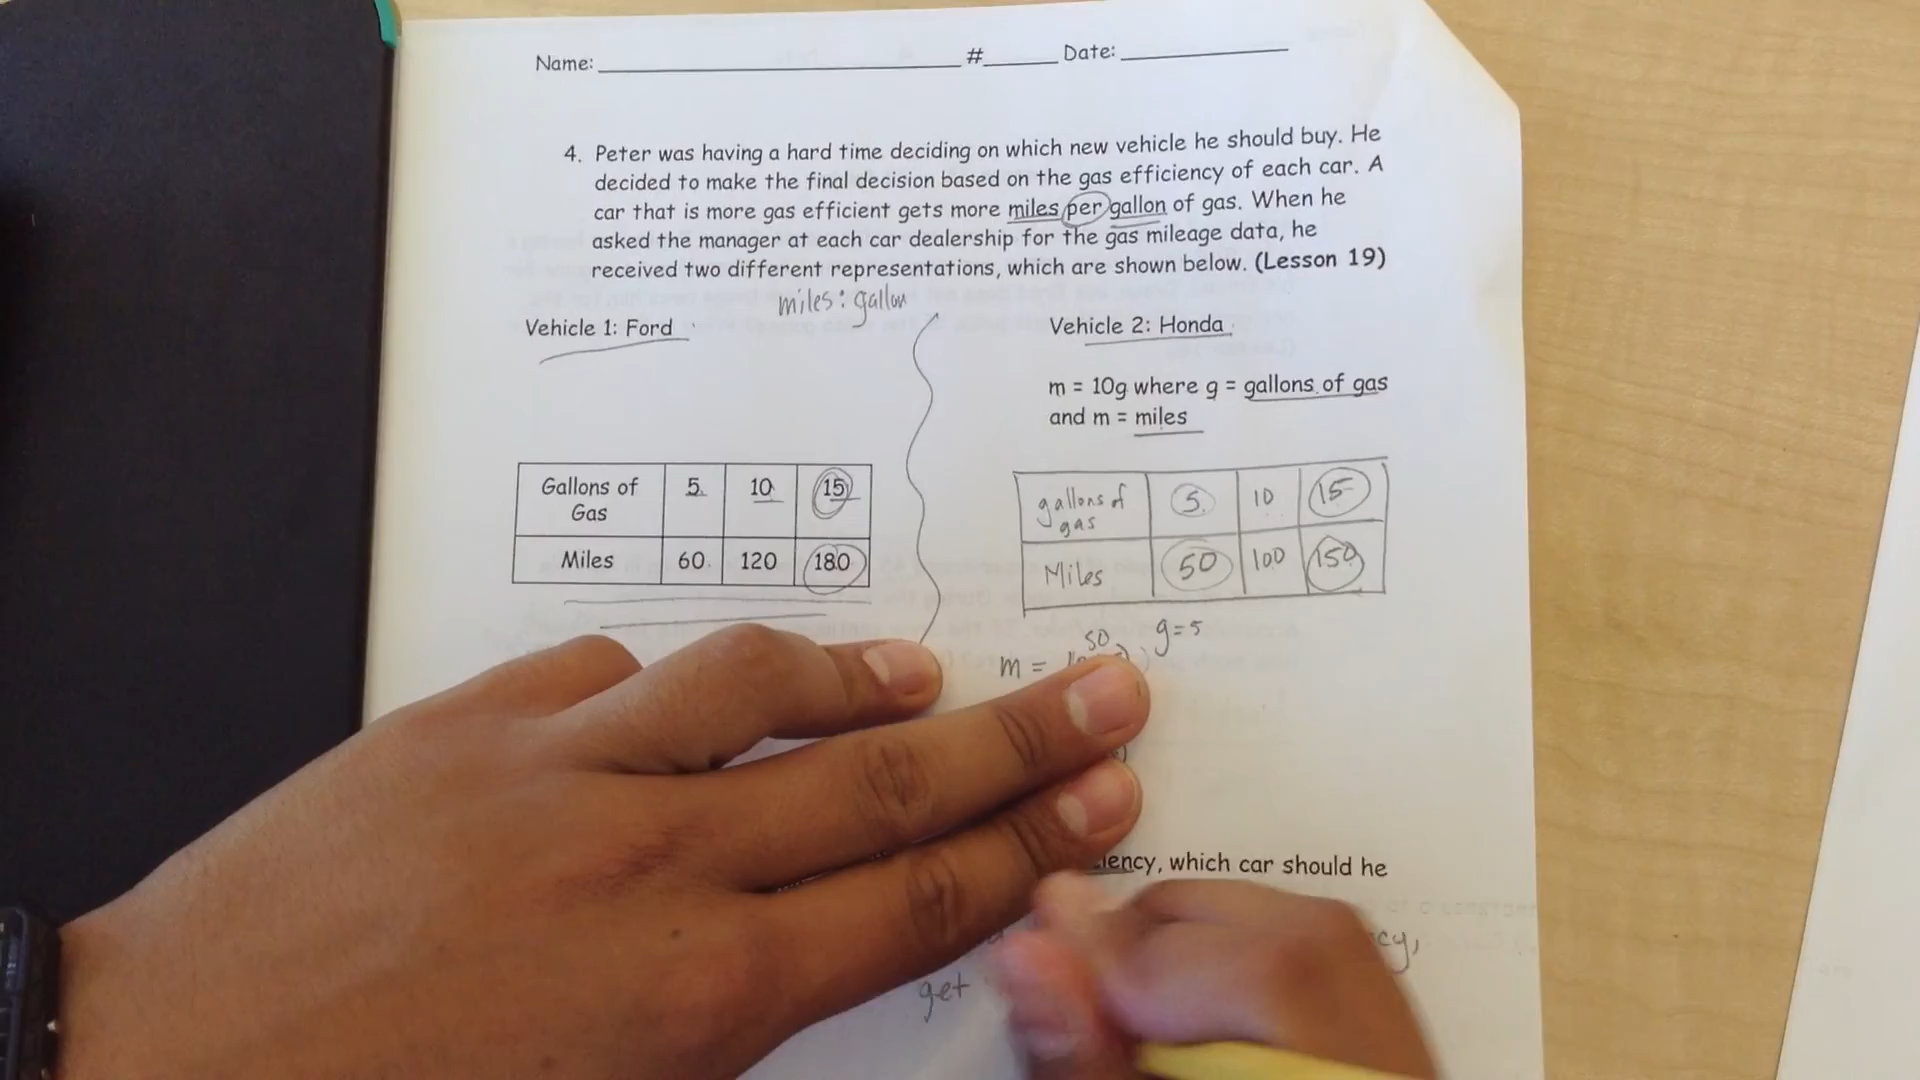 Name: # Date:
4. Peter was having a hard time deciding on which new vehicle he should buy. He
decided to make the final decision based on the gas efficiency of each car. A
car that is more gas efficient gets more miles per gallon of gas. When he
asked the manager at each car dealership for the gas mileage data, he
received two different representations, which are shown below. (Lesson 19)
miles : gallon
Vehicle 1: Ford
Gallons of Gas 5 10 15
Miles 60 120 180
Vehicle 2: Honda
m = 10g where g = gallons of gas
and m = miles
gallons of gas 5 10 15
Miles 50 100 150
50
m = g=5
which car should he
get